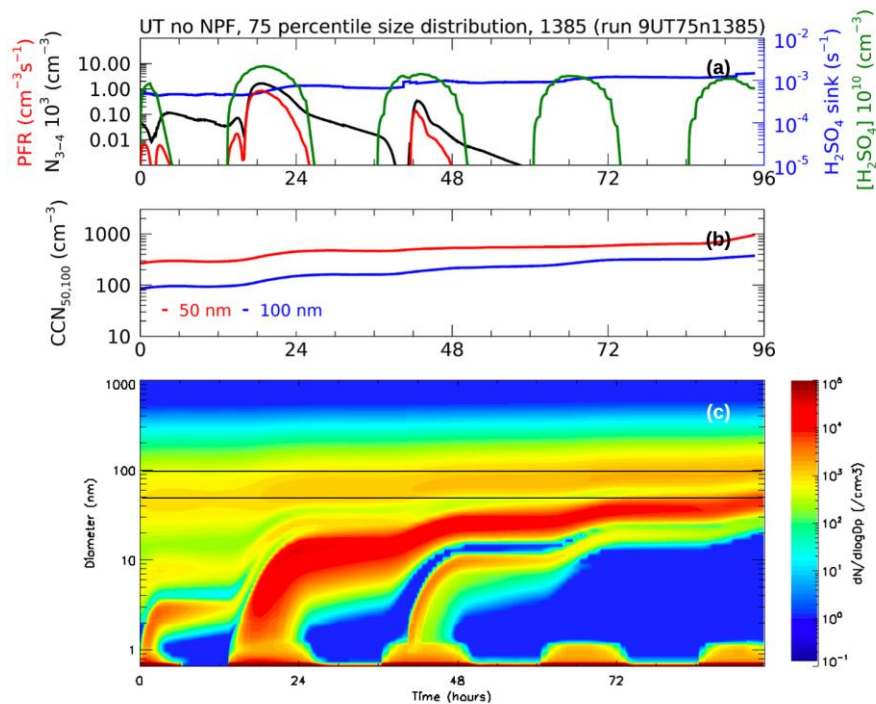 UT no NPF, 75 percentile size distribution, 1385 (run 9UT75n1385)
PFR (cm⁻³s⁻¹)
N₃₋₄ 10³ (cm⁻³)
10.00
1.00
0.10
0.01
(a)
10⁻²
10⁻³
10⁻⁴
10⁻⁵
H₂SO₄ sink (s⁻¹)
[H₂SO₄] 10¹⁰ (cm⁻³)
0 24 48 72 96
CCN₅₀,₁₀₀ (cm⁻³)
1000
100
10
(b)
- 50 nm - 100 nm
0 24 48 72 96
Diameter (nm)
1000
100
10
1
(c)
0 24 48 72
Time (hours)
10⁵
10⁴
10³
10²
10¹
10⁰
10⁻¹
dN/dlogDp (/cm3)